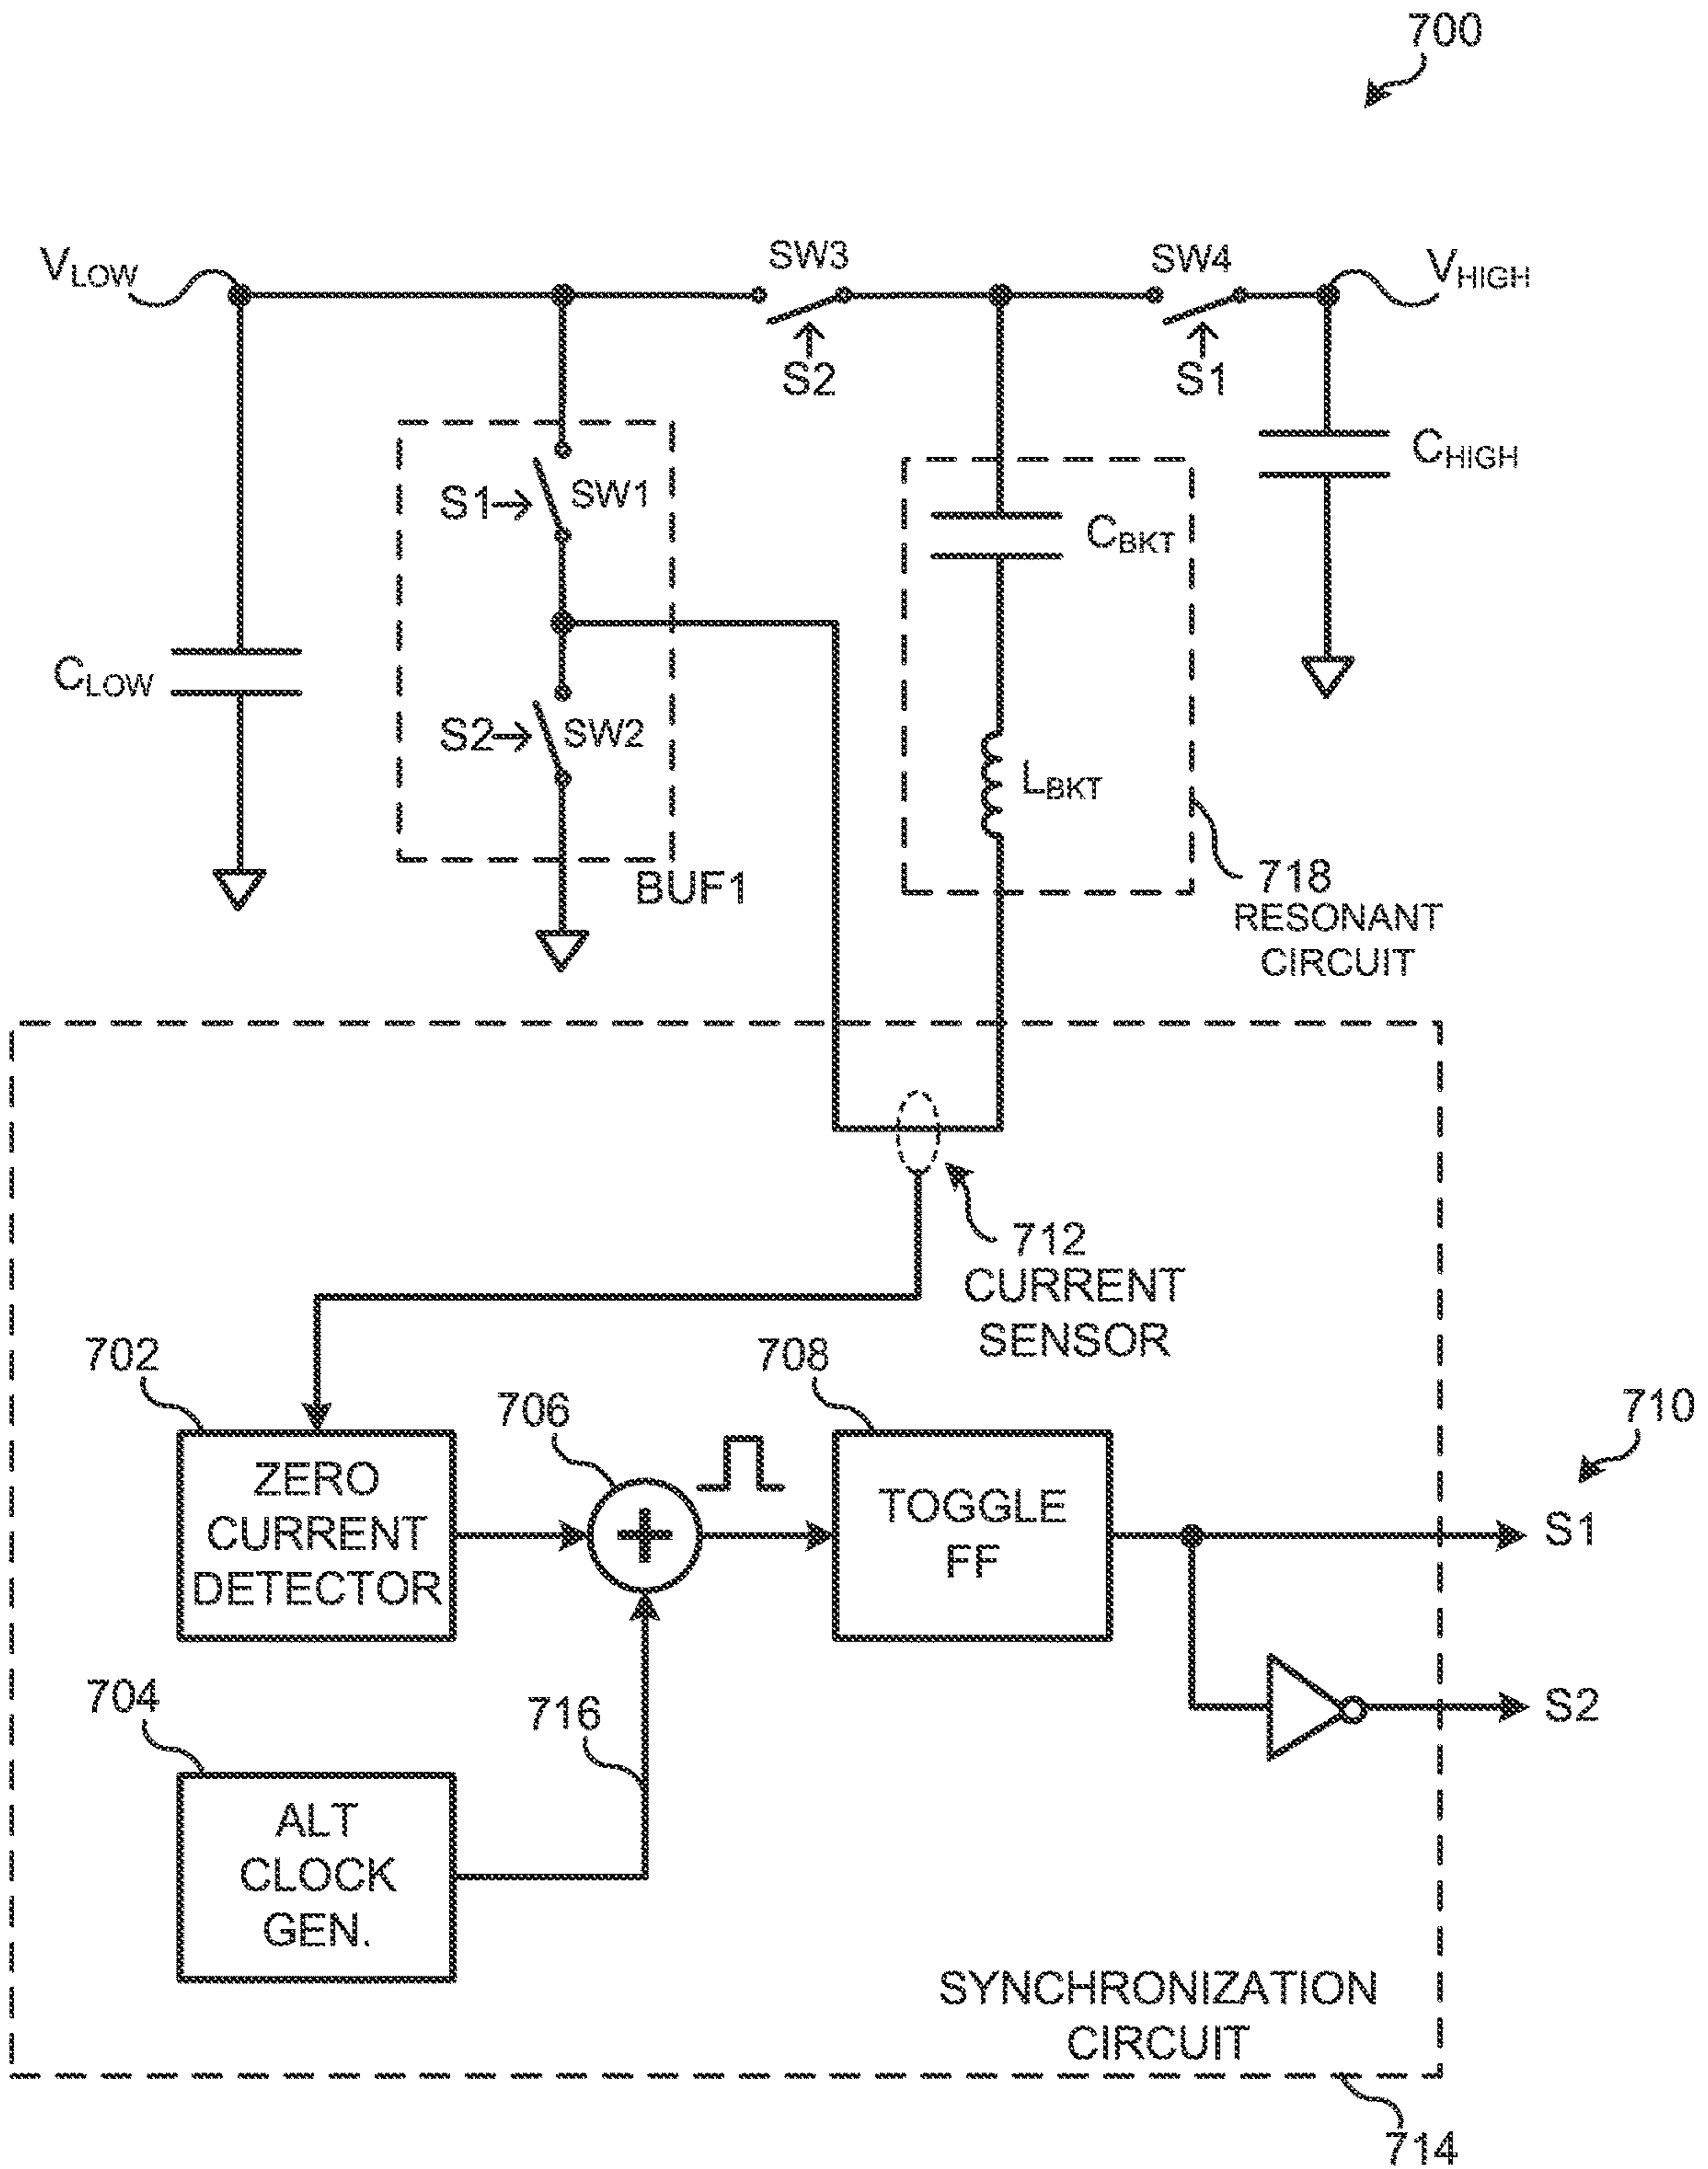 700
VLOW
SW3
SW4
VHIGH
S2
S1
CHIGH
S1
SW1
CBKT
CLOW
S2
SW2
LBKT
BUF1
718
RESONANT
CIRCUIT
712
CURRENT
SENSOR
702
708
706
710
ZERO
CURRENT
DETECTOR
+
TOGGLE
FF
S1
704
716
S2
ALT
CLOCK
GEN.
SYNCHRONIZATION
CIRCUIT
714